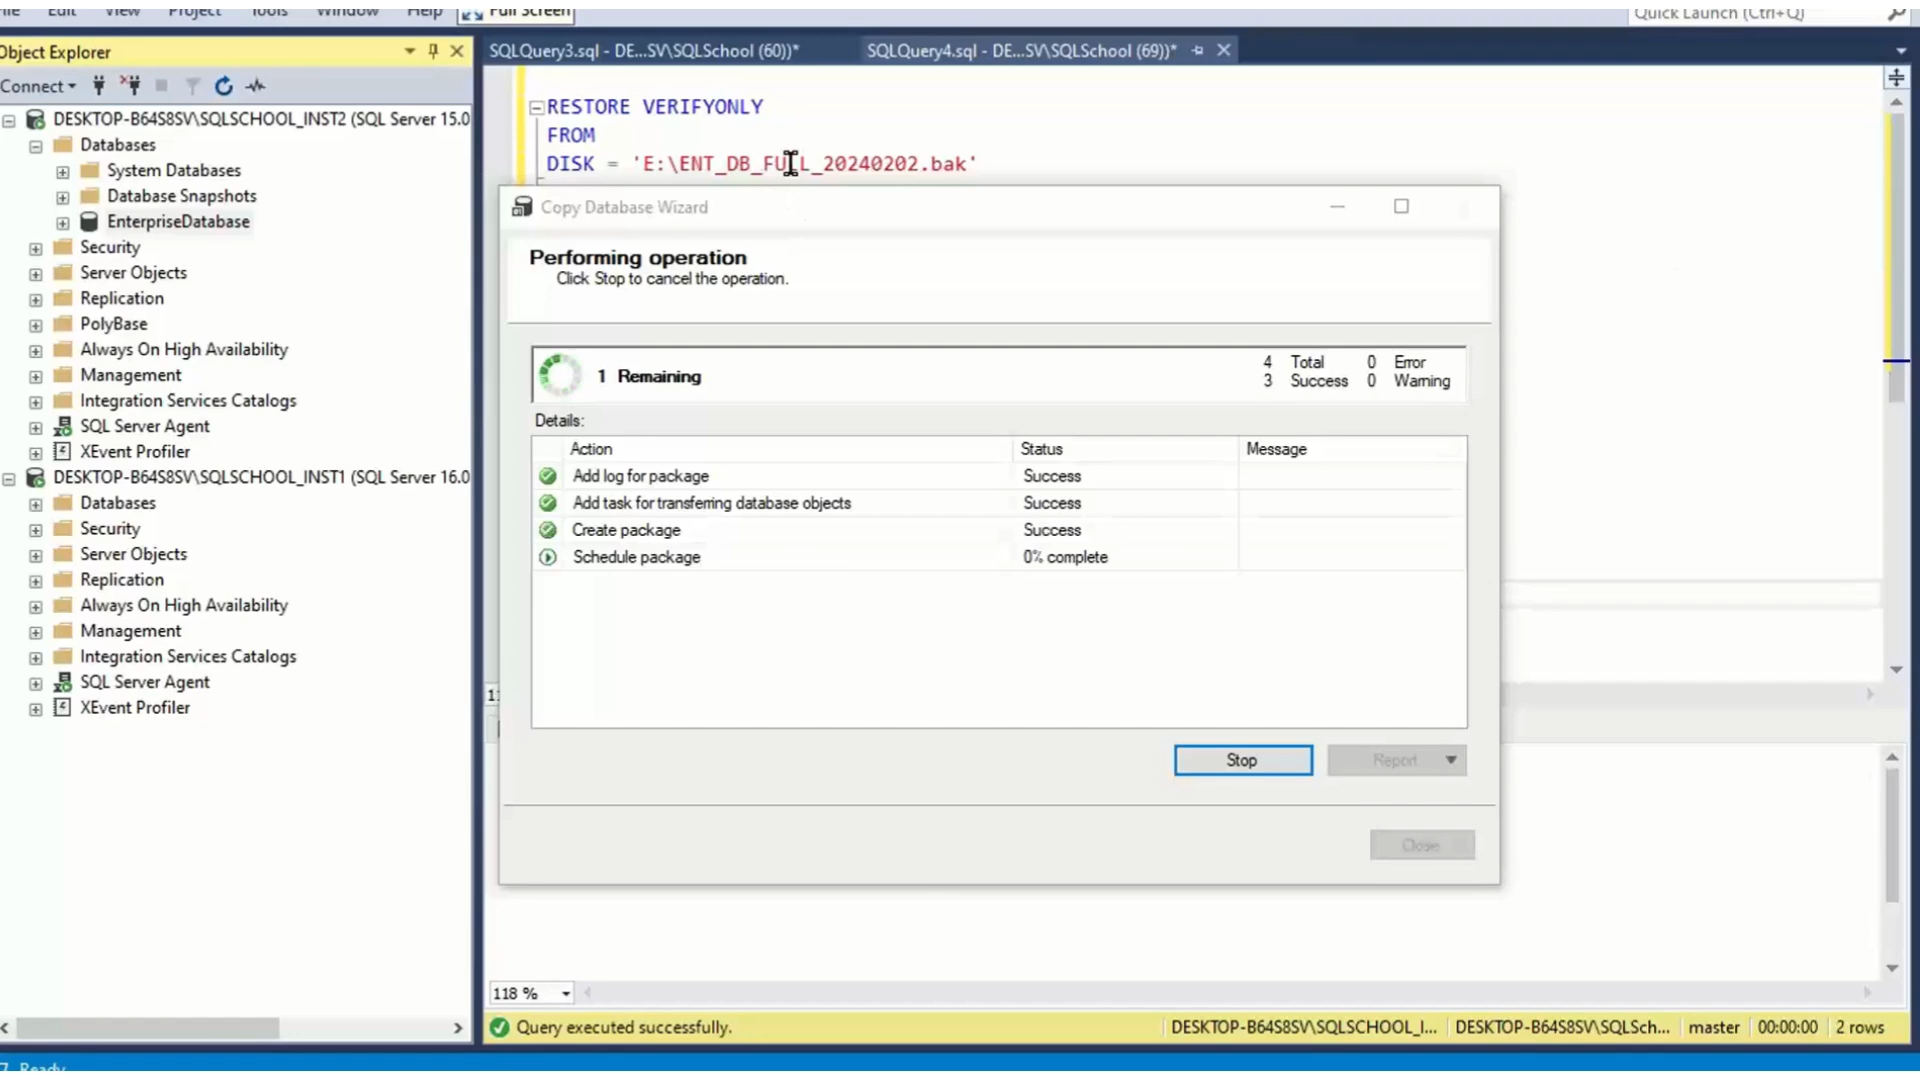 File Edit View Project Tools Window Help Full Screen
Quick Launch (Ctrl+Q)
Object Explorer
Connect
DESKTOP-B64S8SV\SQLSCHOOL_INST2 (SQL Server 15.0
Databases
System Databases
Database Snapshots
EnterpriseDatabase
Security
Server Objects
Replication
PolyBase
Always On High Availability
Management
Integration Services Catalogs
SQL Server Agent
XEvent Profiler
DESKTOP-B64S8SV\SQLSCHOOL_INST1 (SQL Server 16.0
Databases
Security
Server Objects
Replication
Always On High Availability
Management
Integration Services Catalogs
SQL Server Agent
XEvent Profiler
SQLQuery3.sql - DE...SV\SQLSchool (60))*
SQLQuery4.sql - DE...SV\SQLSchool (69))*
RESTORE VERIFYONLY
FROM
DISK = 'E:\ENT_DB_FULL_20240202.bak'
Copy Database Wizard
Performing operation
Click Stop to cancel the operation.
1 Remaining
4 Total 0 Error
3 Success 0 Warning
Details:
Action Status Message
Add log for package Success
Add task for transferring database objects Success
Create package Success
Schedule package 0% complete
Stop
Report
Close
118 %
Query executed successfully.
DESKTOP-B64S8SV\SQLSCHOOL_I... DESKTOP-B64S8SV\SQLSch... master 00:00:00 2 rows
Ready